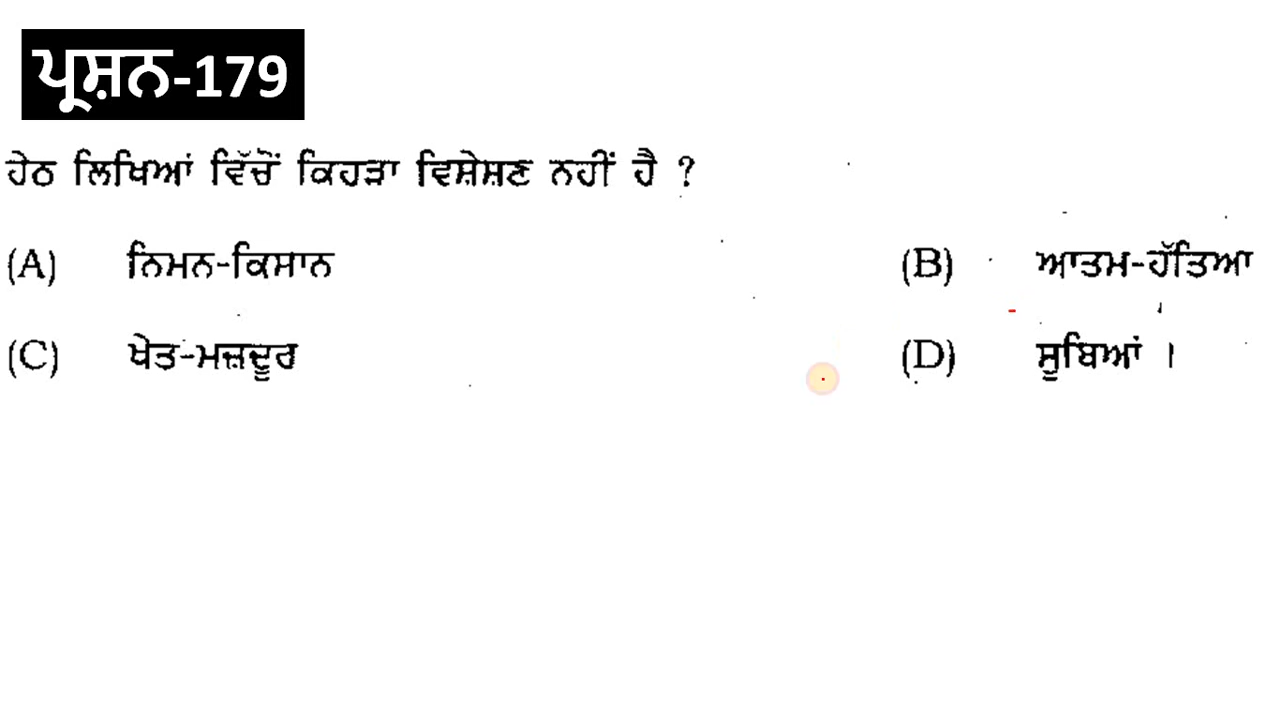 ਪ੍ਰਸ਼ਨ-179
ਹੇਠ ਲਿਖਿਆਂ ਵਿੱਚੋਂ ਕਿਹੜਾ ਵਿਸ਼ੇਸ਼ਣ ਨਹੀਂ ਹੈ ?
(A) ਨਿਮਨ-ਕਿਸਾਨ (B) ਆਤਮ-ਹੱਤਿਆ
(C) ਖੇਤ-ਮਜ਼ਦੂਰ (D) ਸੂਬਿਆਂ ।